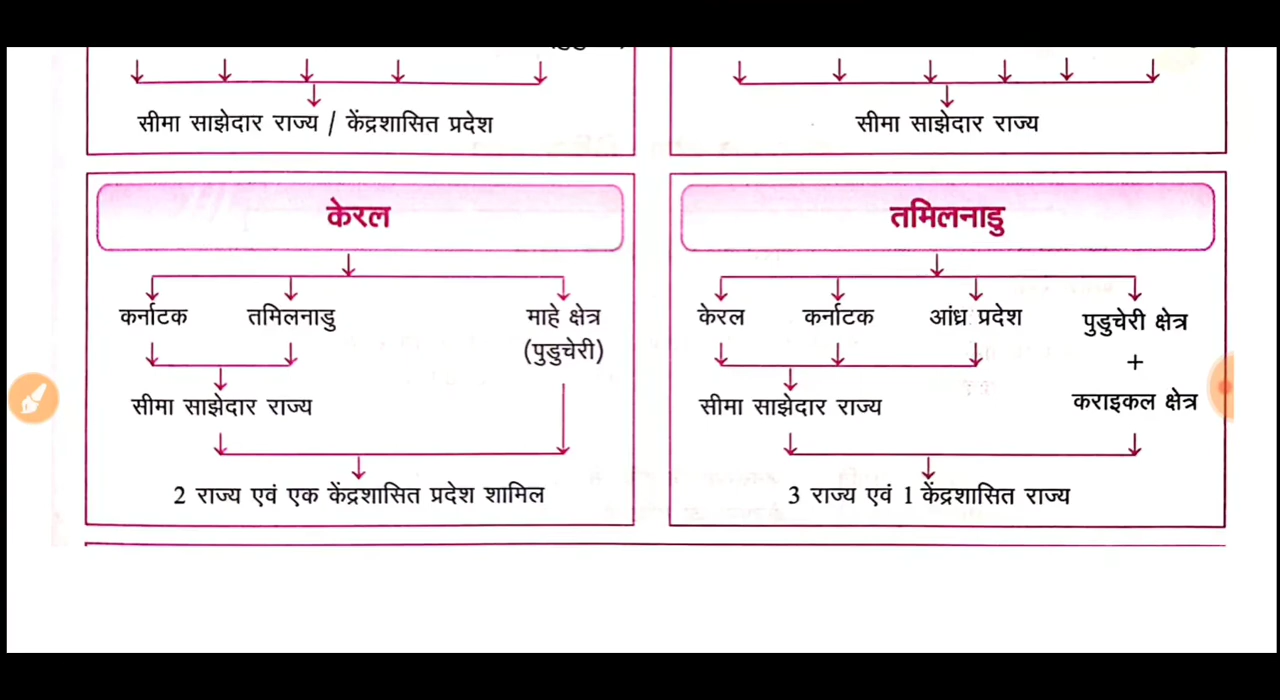 सीमा साझेदार राज्य / केंद्रशासित प्रदेश
सीमा साझेदार राज्य
केरल
कर्नाटक तमिलनाडु माहे क्षेत्र
(पुडुचेरी)
सीमा साझेदार राज्य
2 राज्य एवं एक केंद्रशासित प्रदेश शामिल
तमिलनाडु
केरल कर्नाटक आंध्र प्रदेश पुडुचेरी क्षेत्र
+
सीमा साझेदार राज्य कराइकल क्षेत्र
3 राज्य एवं 1 केंद्रशासित राज्य